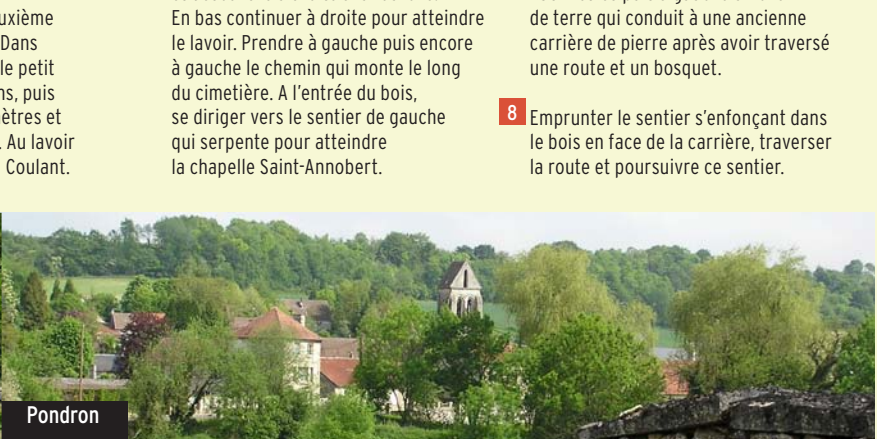 uxième
Dans
le petit
ns, puis
ètres et
. Au lavoir
Coulant.
En bas continuer à droite pour atteindre
le lavoir. Prendre à gauche puis encore
à gauche le chemin qui monte le long
du cimetière. A l'entrée du bois,
se diriger vers le sentier de gauche
qui serpente pour atteindre
la chapelle Saint-Annobert.
de terre qui conduit à une ancienne
carrière de pierre après avoir traversé
une route et un bosquet.
8 Emprunter le sentier s'enfonçant dans
le bois en face de la carrière, traverser
la route et poursuivre ce sentier.
Pondron